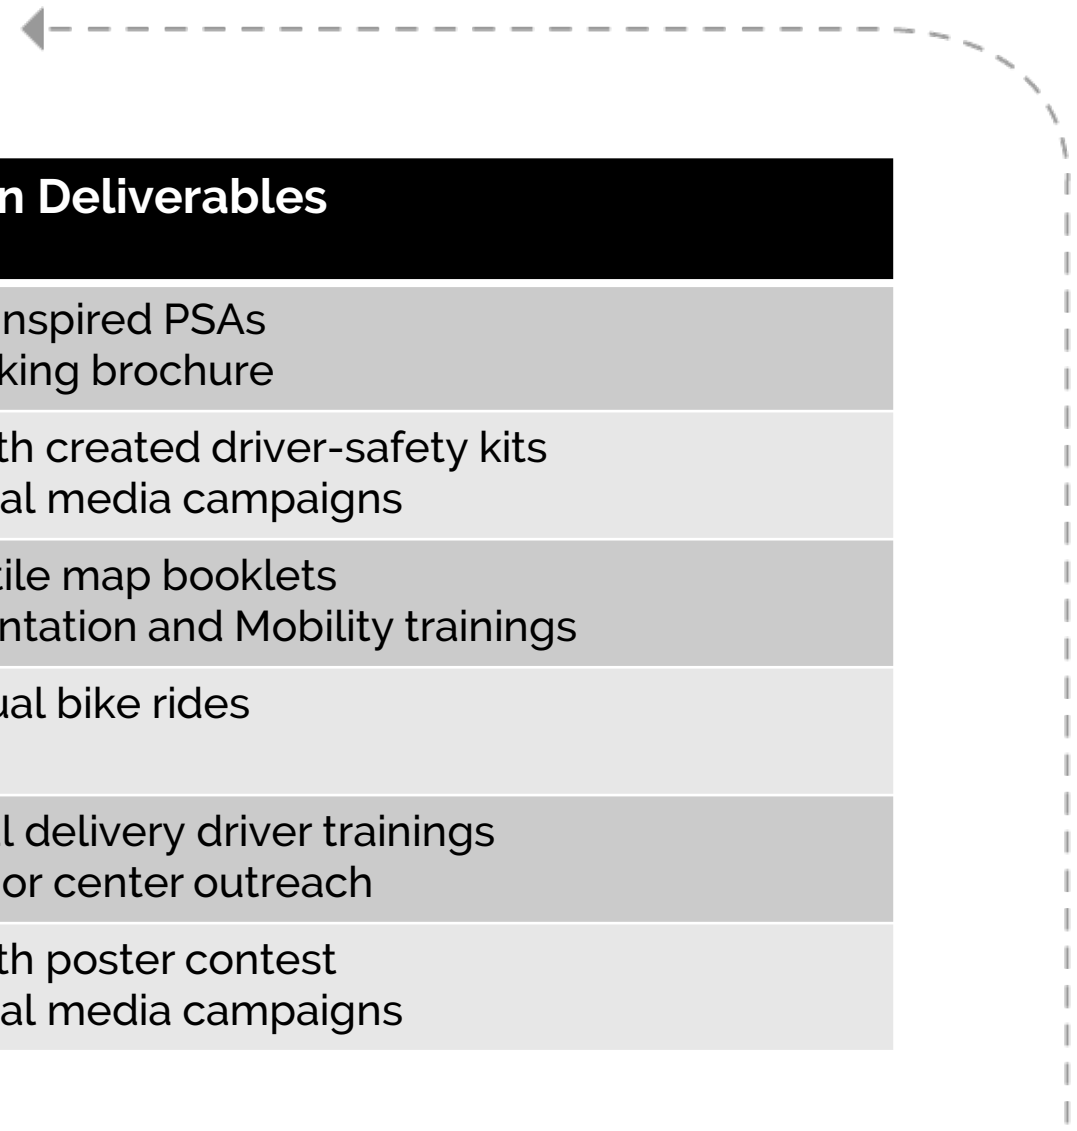 n Deliverables
nspired PSAs
king brochure
th created driver-safety kits
al media campaigns
tile map booklets
ntation and Mobility trainings
ual bike rides
l delivery driver trainings
or center outreach
th poster contest
al media campaigns